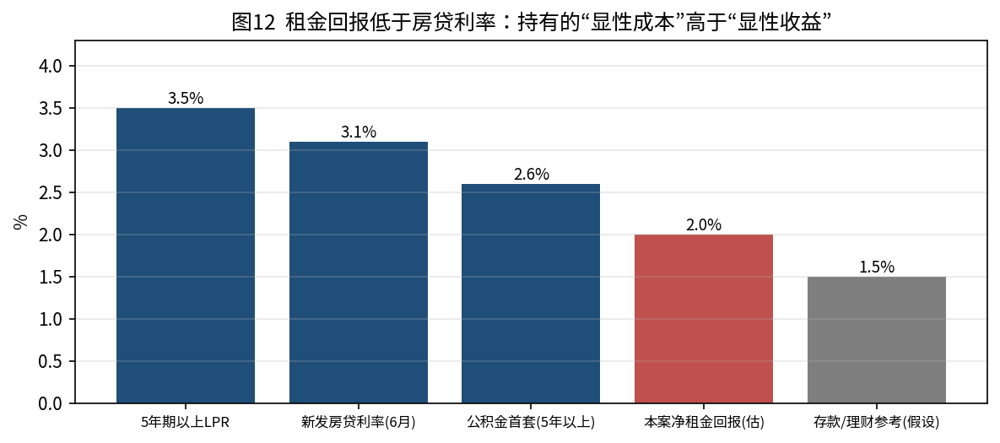 图12 租金回报低于房贷利率：持有的“显性成本”高于“显性收益”
%
4.0
3.5
3.0
2.5
2.0
1.5
1.0
0.5
0.0
3.5%
3.1%
2.6%
2.0%
1.5%
5年期以上LPR
新发房贷利率(6月)
公积金首套(5年以上)
本案净租金回报(估)
存款/理财参考(假设)